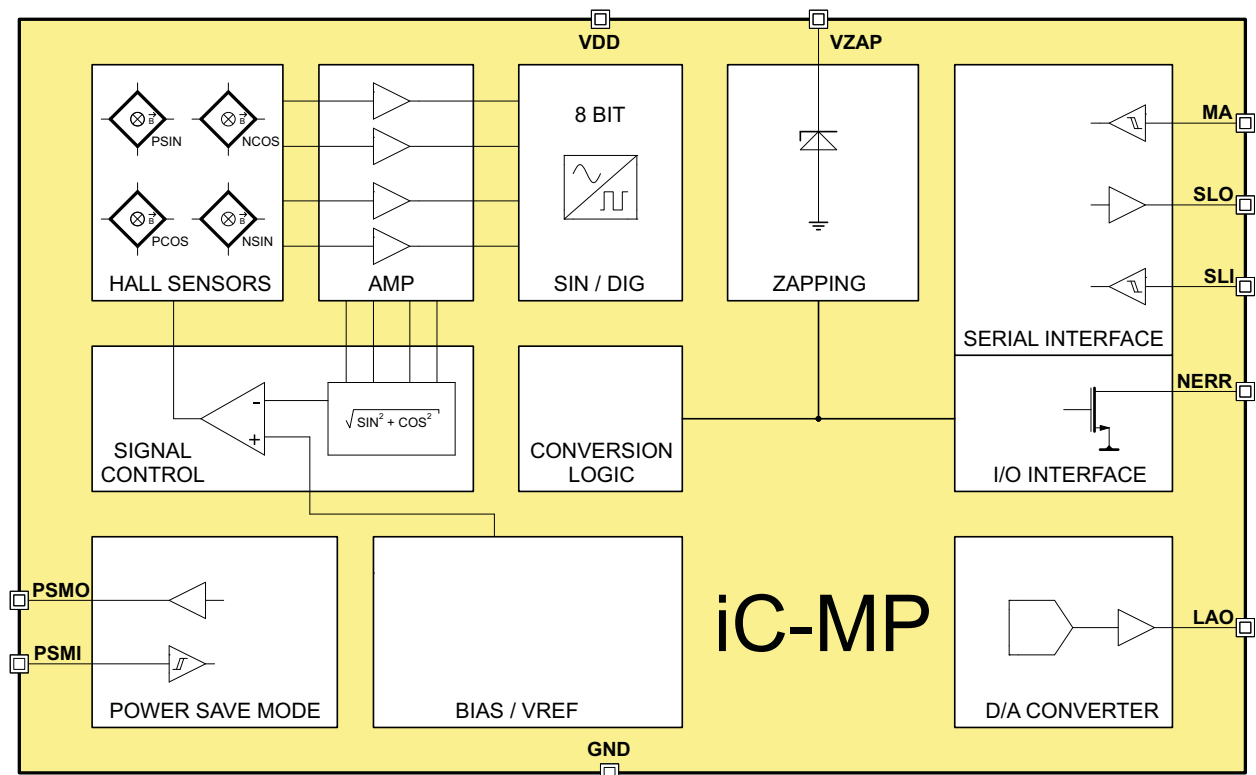 VDD
VZAP
PSIN
NCOS
PCOS
NSIN
B
B
B
B
HALL SENSORS
AMP
8 BIT
SIN / DIG
ZAPPING
MA
SLO
SLI
SERIAL INTERFACE
NERR
I/O INTERFACE
-
+
√SIN² + COS²
SIGNAL
CONTROL
CONVERSION
LOGIC
PSMO
PSMI
POWER SAVE MODE
BIAS / VREF
iC-MP
LAO
D/A CONVERTER
GND